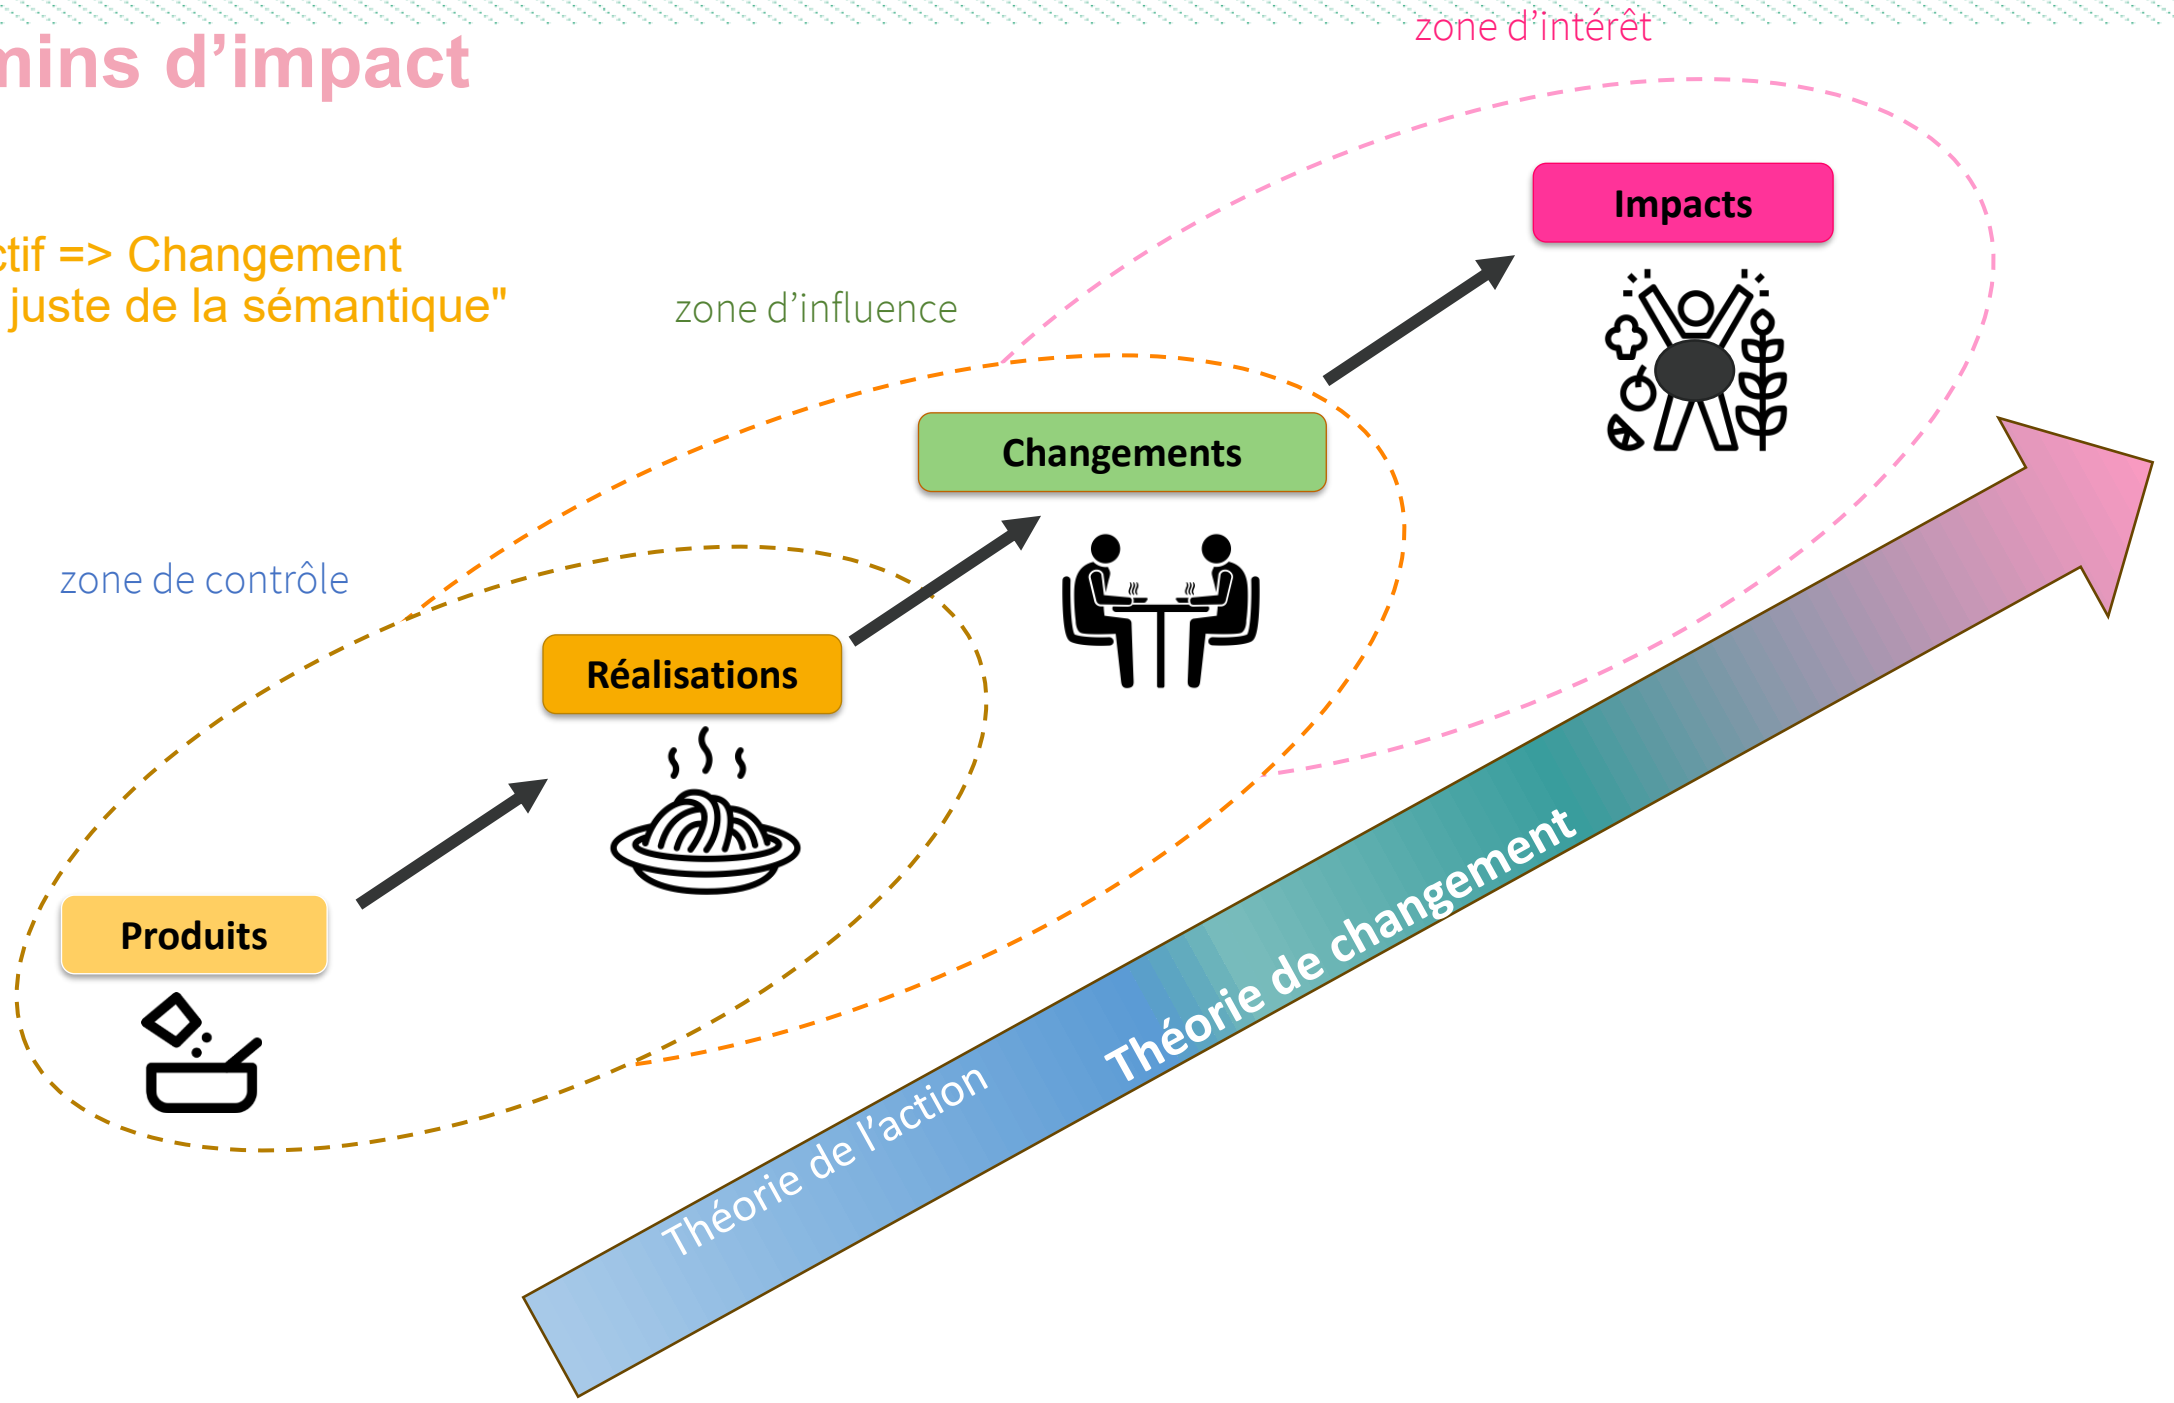 zone d’intérêt
mins d’impact
Impacts
ctif => Changement
juste de la sémantique"
zone d’influence
Changements
zone de contrôle
Réalisations
Produits
Théorie de changement
Théorie de l’action